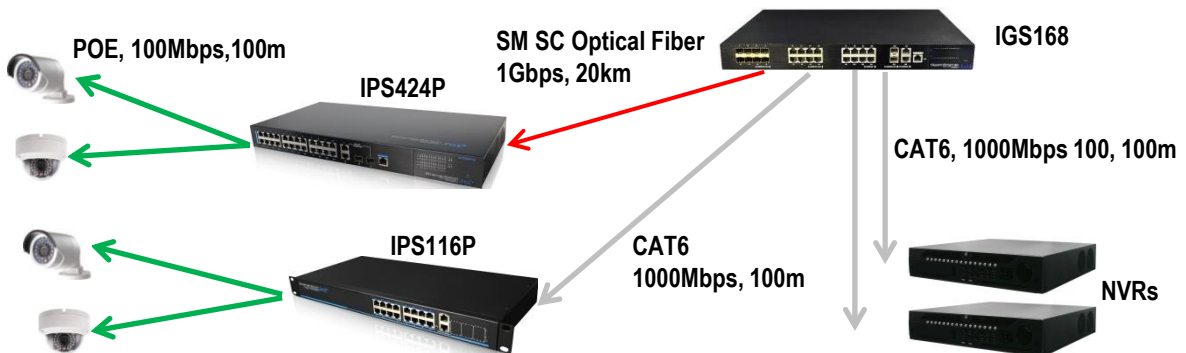 POE, 100Mbps,100m
SM SC Optical Fiber
1Gbps, 20km
IGS168
IPS424P
CAT6, 1000Mbps 100, 100m
IPS116P
CAT6
1000Mbps, 100m
NVRs